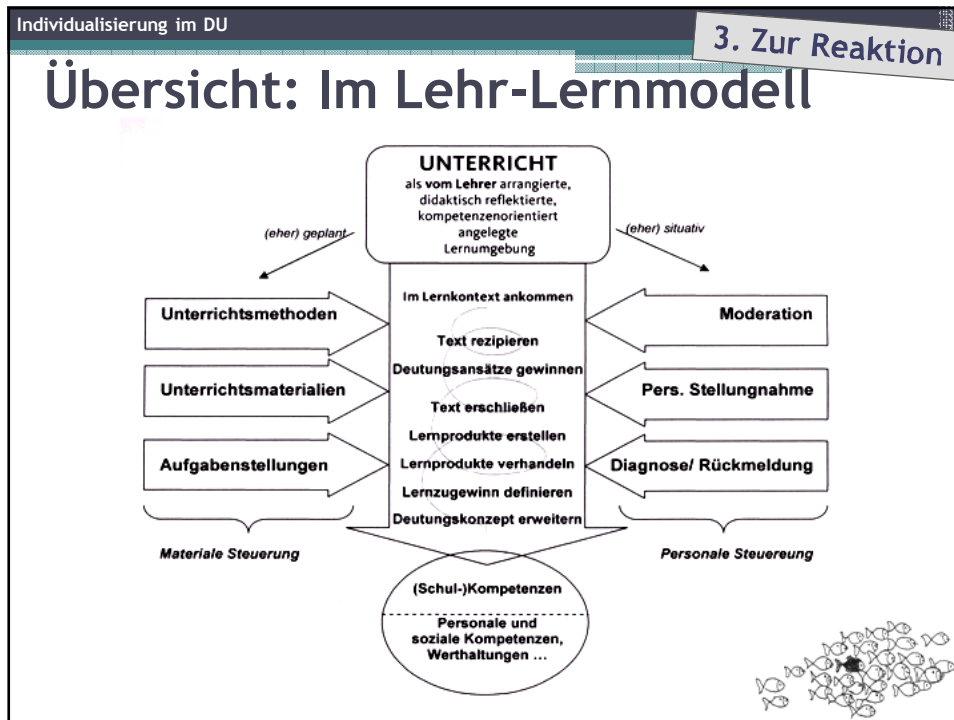 Individualisierung im DU
3. Zur Reaktion
Übersicht: Im Lehr-Lernmodell
UNTERRICHT
als vom Lehrer arrangierte,
didaktisch reflektierte,
kompetenzenorientiert
angelegte
Lernumgebung
(eher) geplant
(eher) situativ
Unterrichtsmethoden
Unterrichtsmaterialien
Aufgabenstellungen
Materiale Steuerung
Im Lernkontext ankommen
Text rezipieren
Deutungsansätze gewinnen
Text erschließen
Lernprodukte erstellen
Lernprodukte verhandeln
Lernzugewinn definieren
Deutungskonzept erweitern
Moderation
Pers. Stellungnahme
Diagnose/ Rückmeldung
Personale Steuereung
(Schul-)Kompetenzen
Personale und
soziale Kompetenzen,
Werthaltungen ...